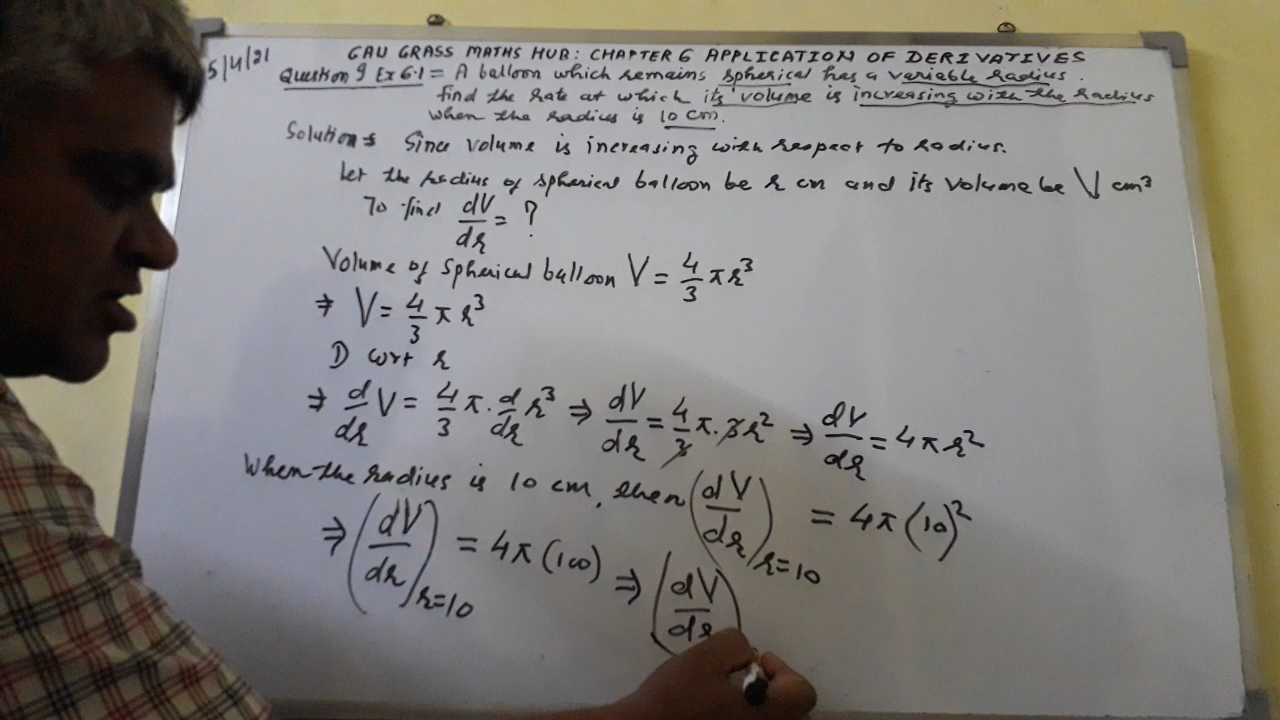 5/4/21
GAU GRASS MATHS HUB: CHAPTER 6 APPLICATION OF DERIVATIVES
Question 9 Ex 6.1 = A balloon which remains spherical has a variable radius.
find the rate at which its volume is increasing with the radius
when the radius is 10 cm.
Solution: Since volume is increasing with respect to radius.
Let the radius of spherical balloon be r cm and its volume be V cm³
To find dV/dr = ?
Volume of Spherical balloon V = 4/3 πr³
⇒ V = 4/3 π r³
D wrt r
⇒ d/dr V = 4/3 π . d/dr r³ ⇒ dV/dr = 4/3 π . 3r² ⇒ dV/dr = 4πr²
When the radius is 10 cm, then (dV/dr)r=10 = 4π(10)²
⇒ (dV/dr)r=10 = 4π(100) ⇒ (dV/dr